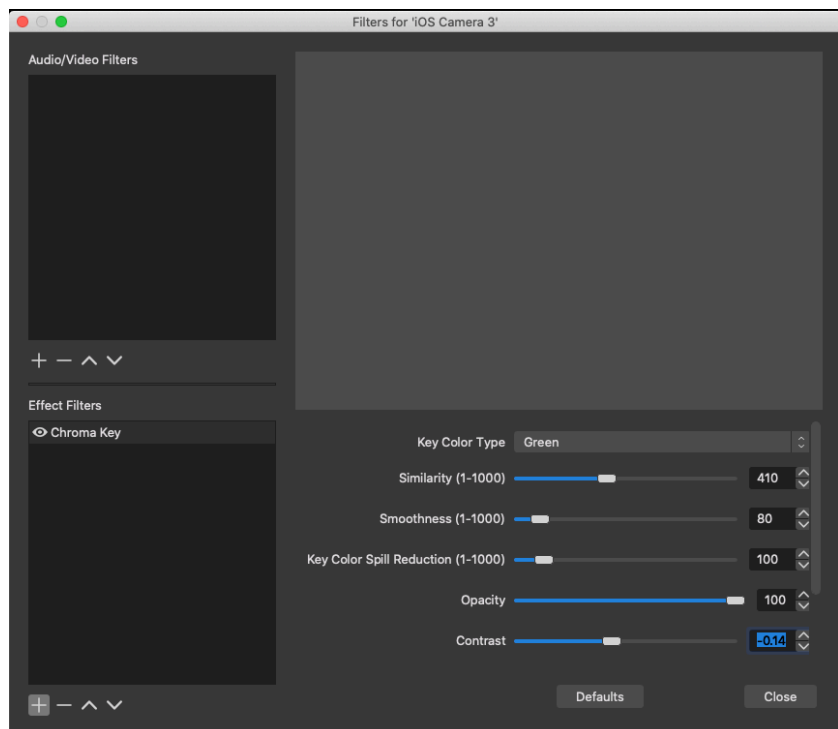 Filters for 'iOS Camera 3'
Audio/Video Filters
Effect Filters
Chroma Key
Key Color Type Green
Similarity (1-1000) 410
Smoothness (1-1000) 80
Key Color Spill Reduction (1-1000) 100
Opacity 100
Contrast -0.14
Defaults Close